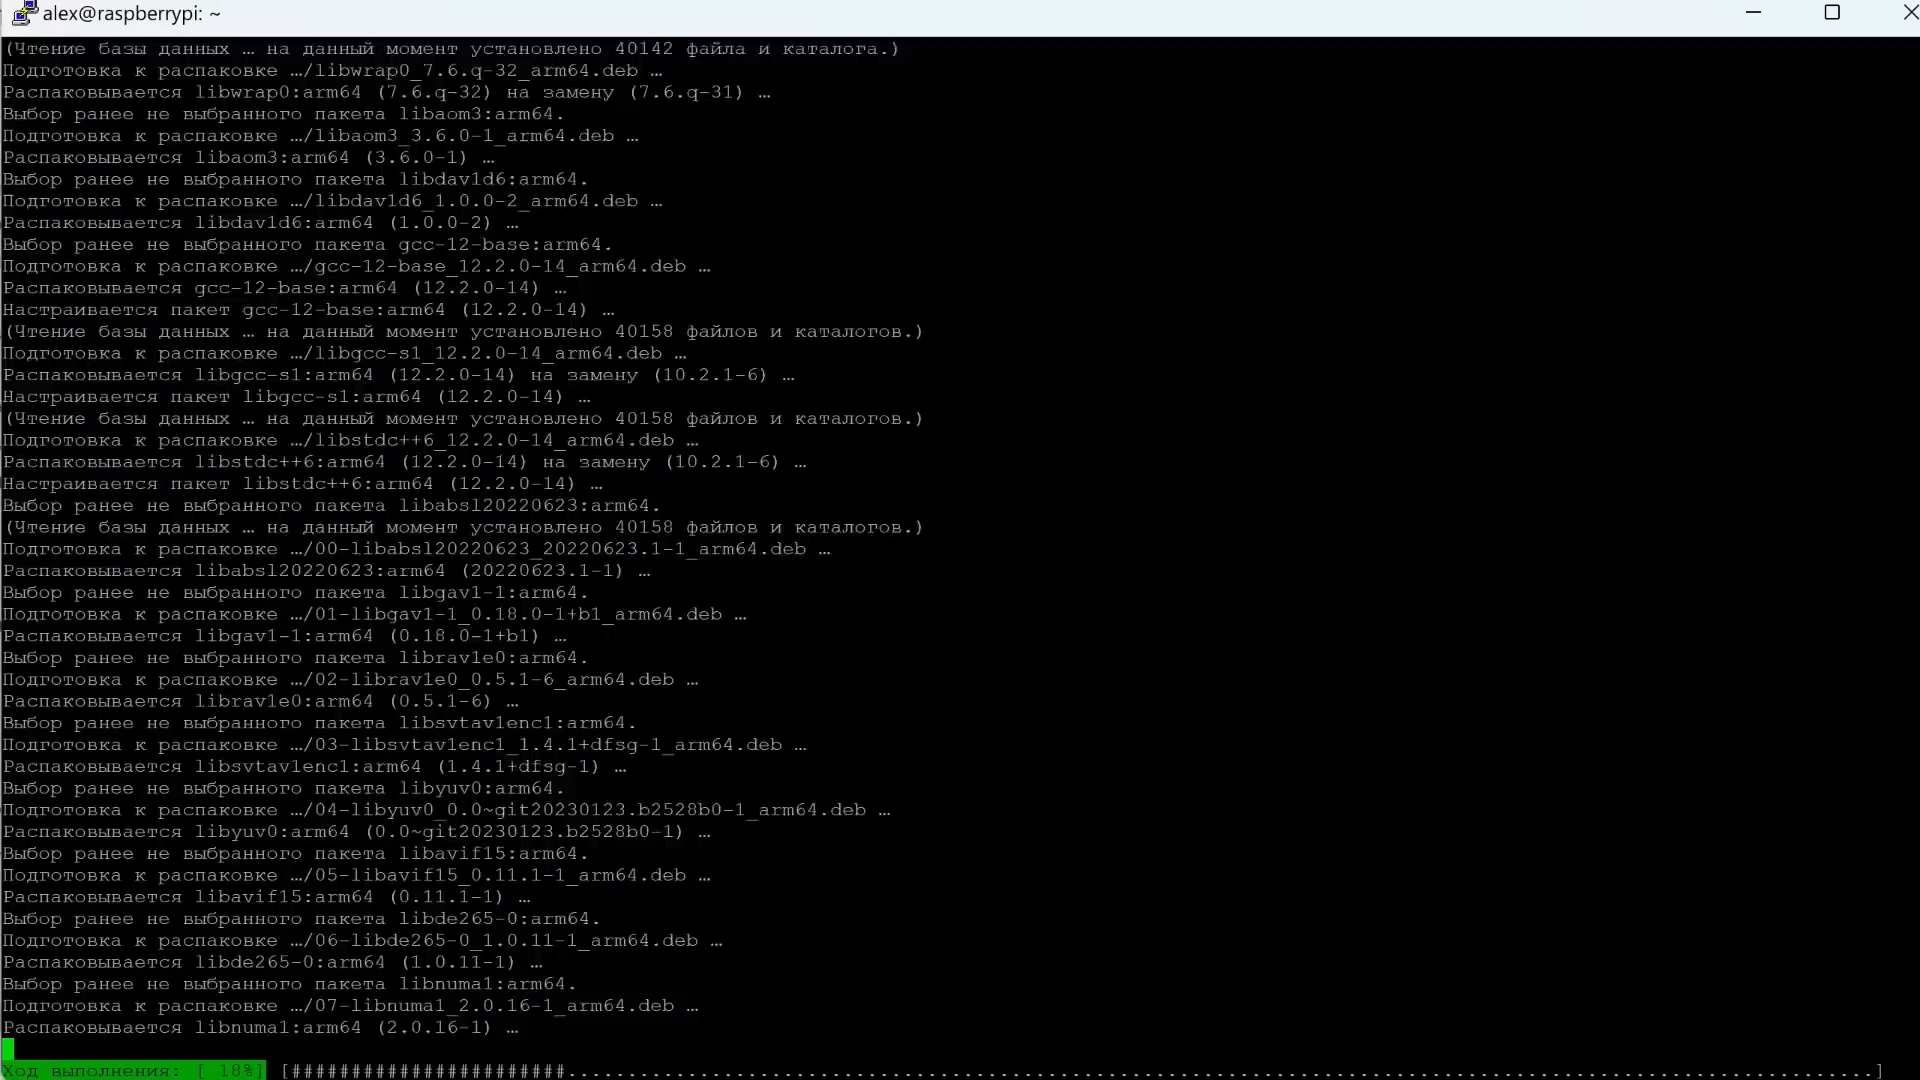 alex@raspberrypi: ~
(Чтение базы данных … на данный момент установлено 40142 файла и каталога.)
Подготовка к распаковке …/libwrap0_7.6.q-32_arm64.deb …
Распаковывается libwrap0:arm64 (7.6.q-32) на замену (7.6.q-31) …
Выбор ранее не выбранного пакета libaom3:arm64.
Подготовка к распаковке …/libaom3_3.6.0-1_arm64.deb …
Распаковывается libaom3:arm64 (3.6.0-1) …
Выбор ранее не выбранного пакета libdav1d6:arm64.
Подготовка к распаковке …/libdav1d6_1.0.0-2_arm64.deb …
Распаковывается libdav1d6:arm64 (1.0.0-2) …
Выбор ранее не выбранного пакета gcc-12-base:arm64.
Подготовка к распаковке …/gcc-12-base_12.2.0-14_arm64.deb …
Распаковывается gcc-12-base:arm64 (12.2.0-14) …
Настраивается пакет gcc-12-base:arm64 (12.2.0-14) …
(Чтение базы данных … на данный момент установлено 40158 файлов и каталогов.)
Подготовка к распаковке …/libgcc-s1_12.2.0-14_arm64.deb …
Распаковывается libgcc-s1:arm64 (12.2.0-14) на замену (10.2.1-6) …
Настраивается пакет libgcc-s1:arm64 (12.2.0-14) …
(Чтение базы данных … на данный момент установлено 40158 файлов и каталогов.)
Подготовка к распаковке …/libstdc++6_12.2.0-14_arm64.deb …
Распаковывается libstdc++6:arm64 (12.2.0-14) на замену (10.2.1-6) …
Настраивается пакет libstdc++6:arm64 (12.2.0-14) …
Выбор ранее не выбранного пакета libabsl20220623:arm64.
(Чтение базы данных … на данный момент установлено 40158 файлов и каталогов.)
Подготовка к распаковке …/00-libabsl20220623_20220623.1-1_arm64.deb …
Распаковывается libabsl20220623:arm64 (20220623.1-1) …
Выбор ранее не выбранного пакета libgav1-1:arm64.
Подготовка к распаковке …/01-libgav1-1_0.18.0-1+b1_arm64.deb …
Распаковывается libgav1-1:arm64 (0.18.0-1+b1) …
Выбор ранее не выбранного пакета librav1e0:arm64.
Подготовка к распаковке …/02-librav1e0_0.5.1-6_arm64.deb …
Распаковывается librav1e0:arm64 (0.5.1-6) …
Выбор ранее не выбранного пакета libsvtav1enc1:arm64.
Подготовка к распаковке …/03-libsvtav1enc1_1.4.1+dfsg-1_arm64.deb …
Распаковывается libsvtav1enc1:arm64 (1.4.1+dfsg-1) …
Выбор ранее не выбранного пакета libyuv0:arm64.
Подготовка к распаковке …/04-libyuv0_0.0~git20230123.b2528b0-1_arm64.deb …
Распаковывается libyuv0:arm64 (0.0~git20230123.b2528b0-1) …
Выбор ранее не выбранного пакета libavif15:arm64.
Подготовка к распаковке …/05-libavif15_0.11.1-1_arm64.deb …
Распаковывается libavif15:arm64 (0.11.1-1) …
Выбор ранее не выбранного пакета libde265-0:arm64.
Подготовка к распаковке …/06-libde265-0_1.0.11-1_arm64.deb …
Распаковывается libde265-0:arm64 (1.0.11-1) …
Выбор ранее не выбранного пакета libnuma1:arm64.
Подготовка к распаковке …/07-libnuma1_2.0.16-1_arm64.deb …
Распаковывается libnuma1:arm64 (2.0.16-1) …
Ход выполнения: [ 18%] [#######################.............................................................................................................]